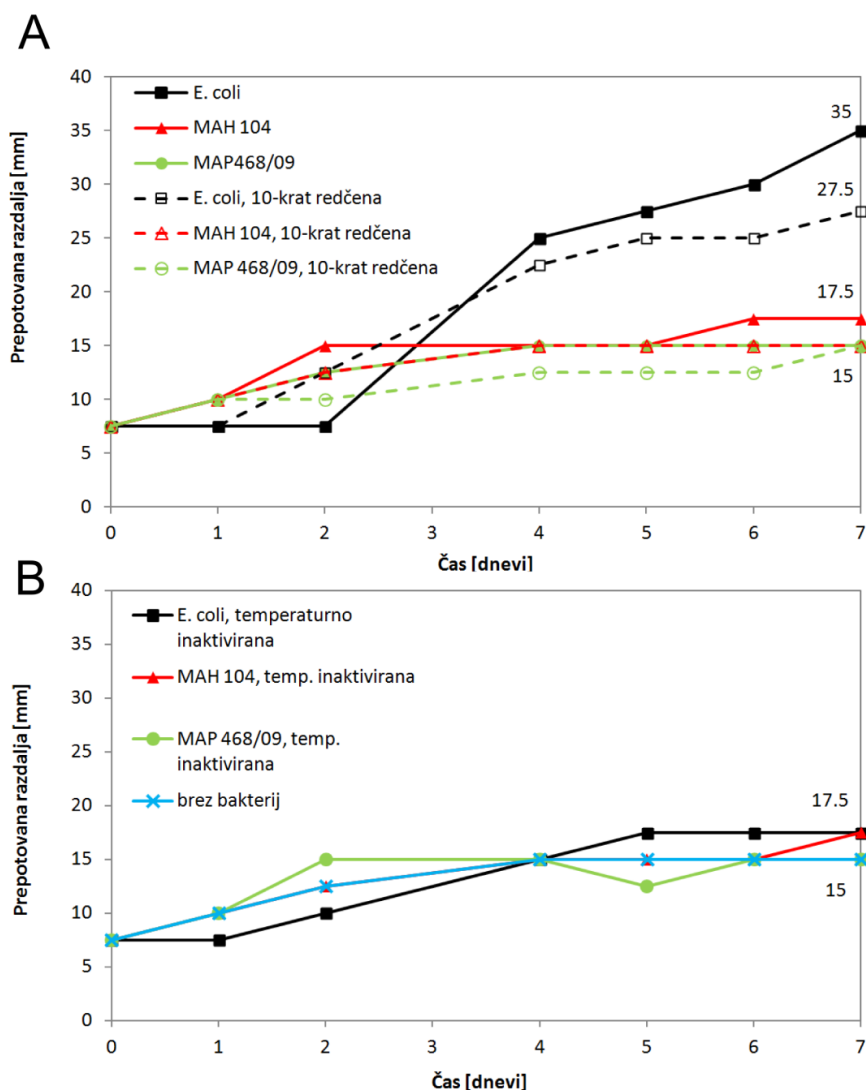 A
Prepotovana razdalja [mm]
40
35
30
25
20
15
10
5
0
E. coli
MAH 104
MAP468/09
E. coli, 10-krat redčena
MAH 104, 10-krat redčena
MAP 468/09, 10-krat redčena
35
27.5
17.5
15
0 1 2 3 4 5 6 7
Čas [dnevi]
B
Prepotovana razdalja [mm]
40
35
30
25
20
15
10
5
0
E. coli, temperaturno
inaktivirana
MAH 104, temp. inaktivirana
MAP 468/09, temp.
inaktivirana
brez bakterij
17.5
15
0 1 2 3 4 5 6 7
Čas [dnevi]